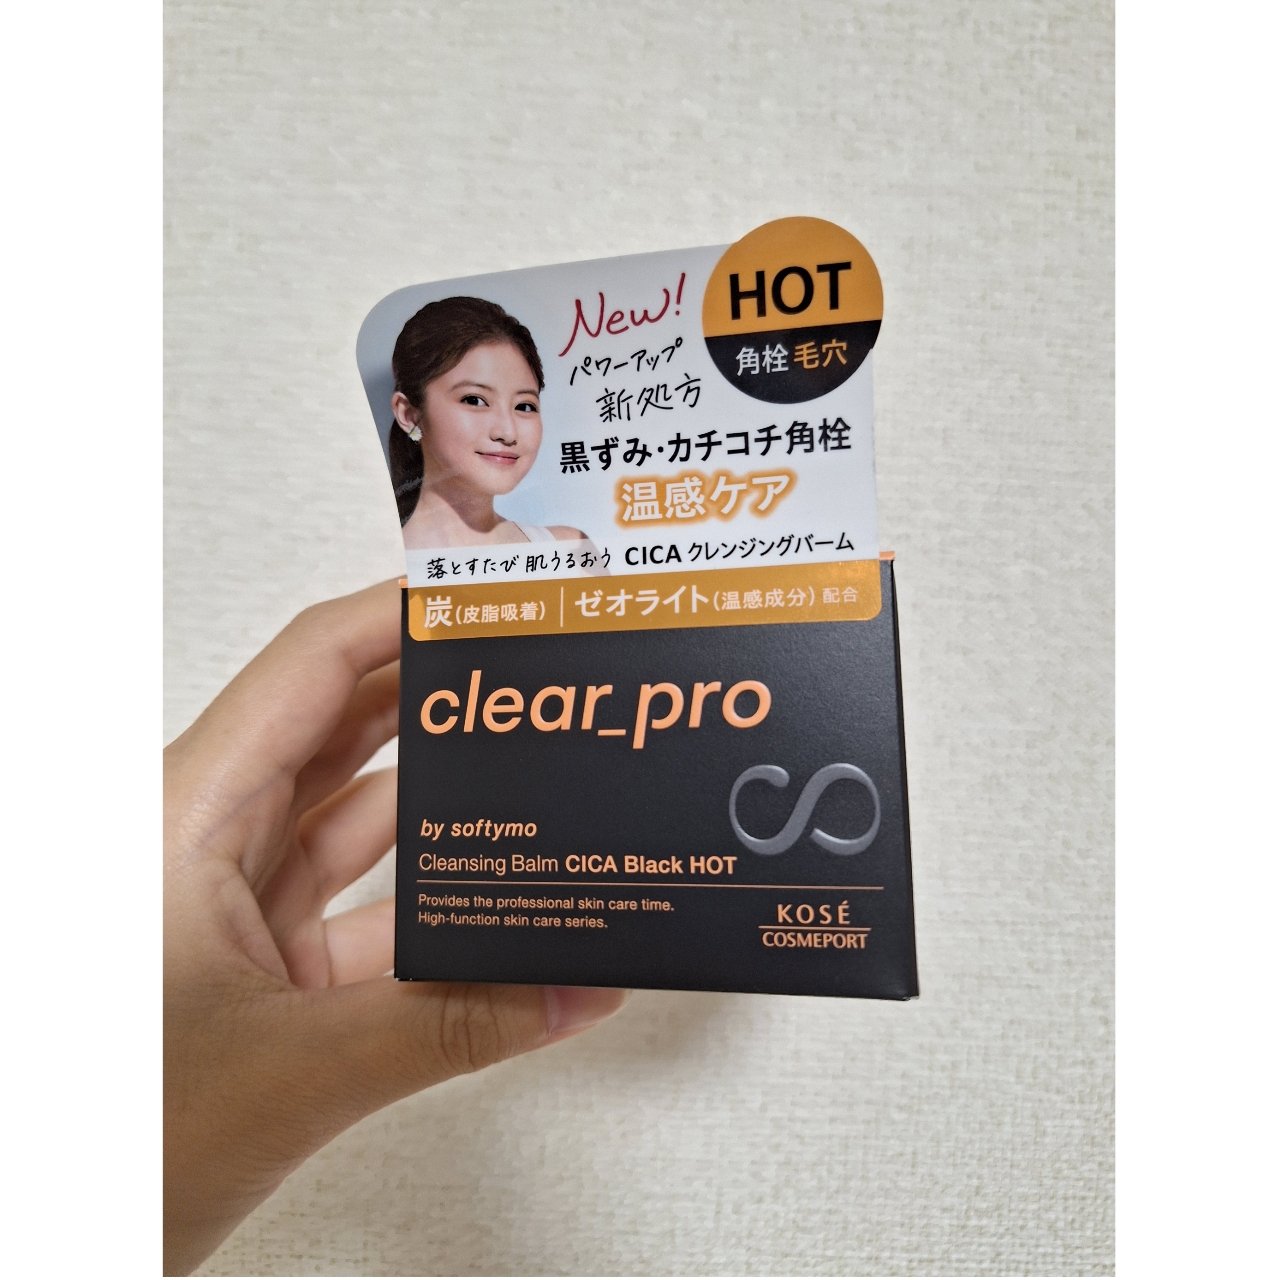 HOT
角栓毛穴
New!
パワーアップ
新処方
黒ずみ・カチコチ角栓
温感ケア
落とすたび肌うるおう CICAクレンジングバーム
炭(皮脂吸着) | ゼオライト(温感成分)配合
clear_pro
by softymo
Cleansing Balm CICA Black HOT
Provides the professional skin care time.
High-function skin care series.
KOSÉ
COSMEPORT